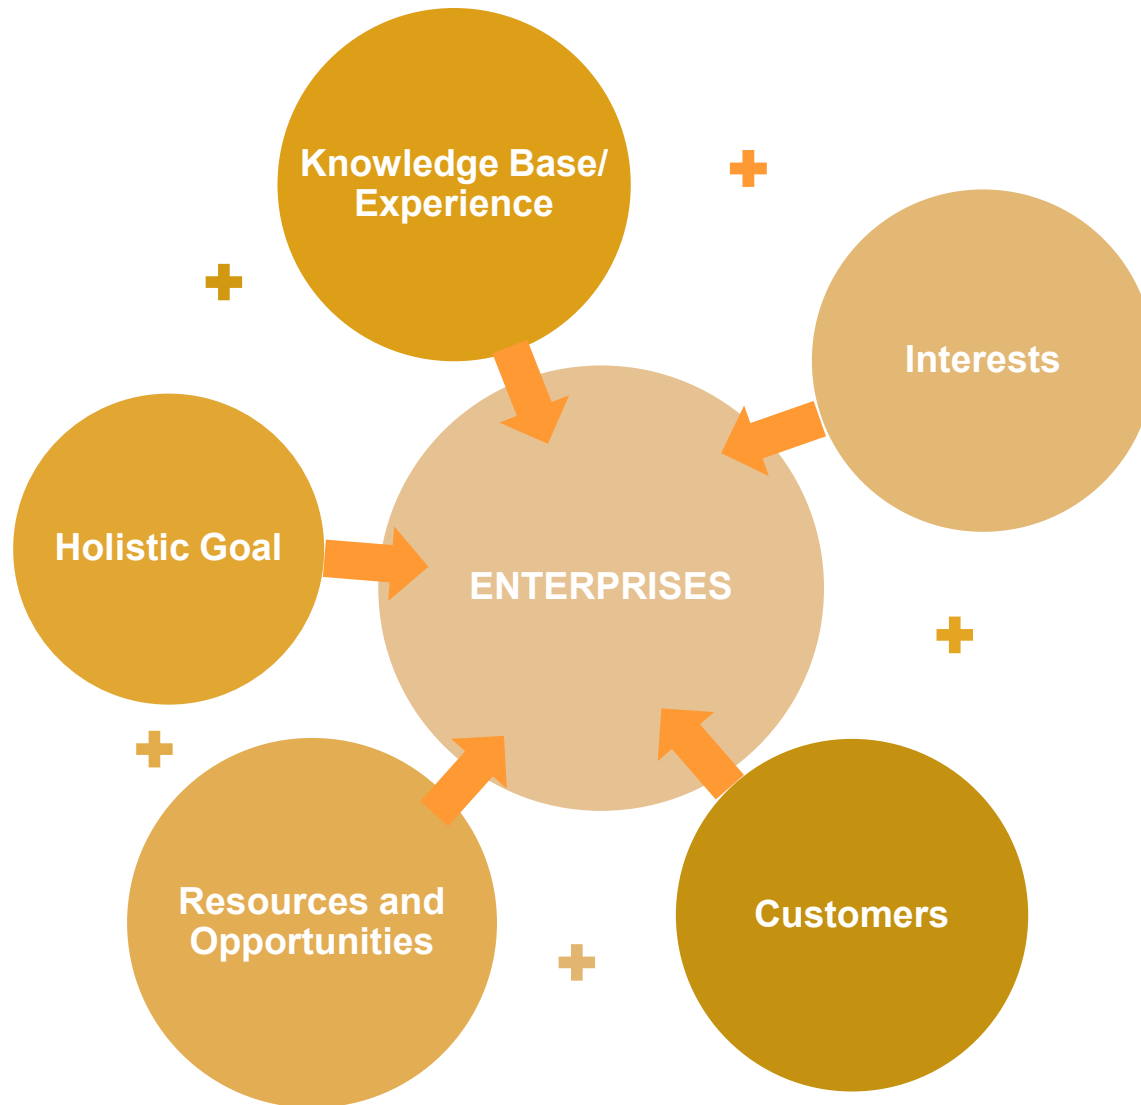 Knowledge Base/
Experience
Interests
Holistic Goal
ENTERPRISES
Resources and
Opportunities
Customers